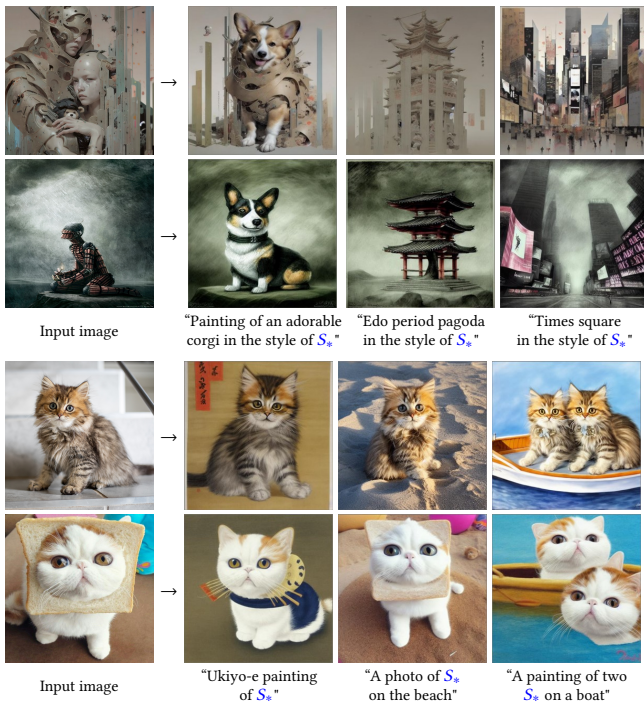 Input image
“Painting of an adorable
corgi in the style of S*"
“Edo period pagoda
in the style of S*"
“Times square
in the style of S*"
Input image
“Ukiyo-e painting
of S*"
“A photo of S*
on the beach"
“A painting of two
S* on a boat"